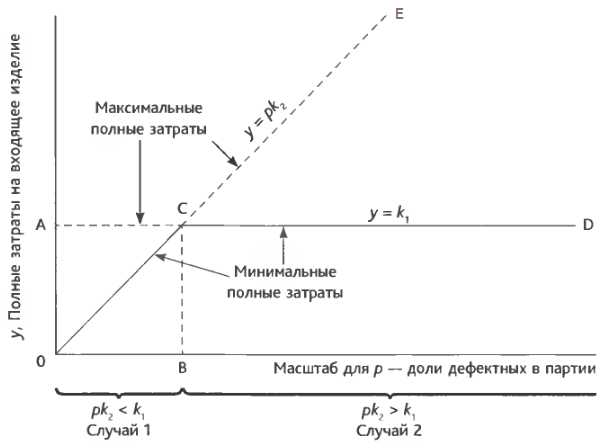 E
y, Полные затраты на входящее изделие
Максимальные
полные затраты
y = pk₂
A
C
y = k₁
D
Минимальные
полные затраты
0
B
Масштаб для p — доли дефектных в партии
pk₂ < k₁
Случай 1
pk₂ > k₁
Случай 2